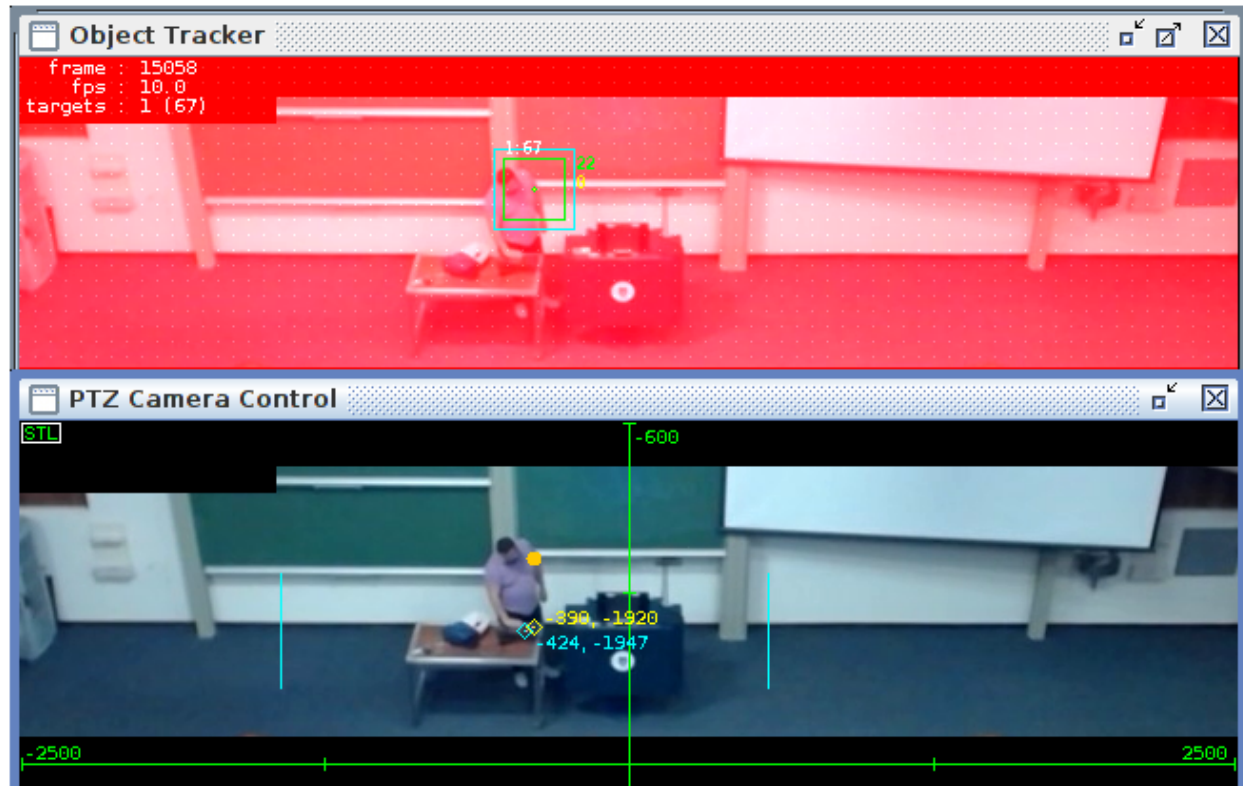 Object Tracker
frame : 15058
fps : 10.0
targets : 1 (67)
1:67
22
0
PTZ Camera Control
STL
-600
-390, -1920
-424, -1947
-2500
2500